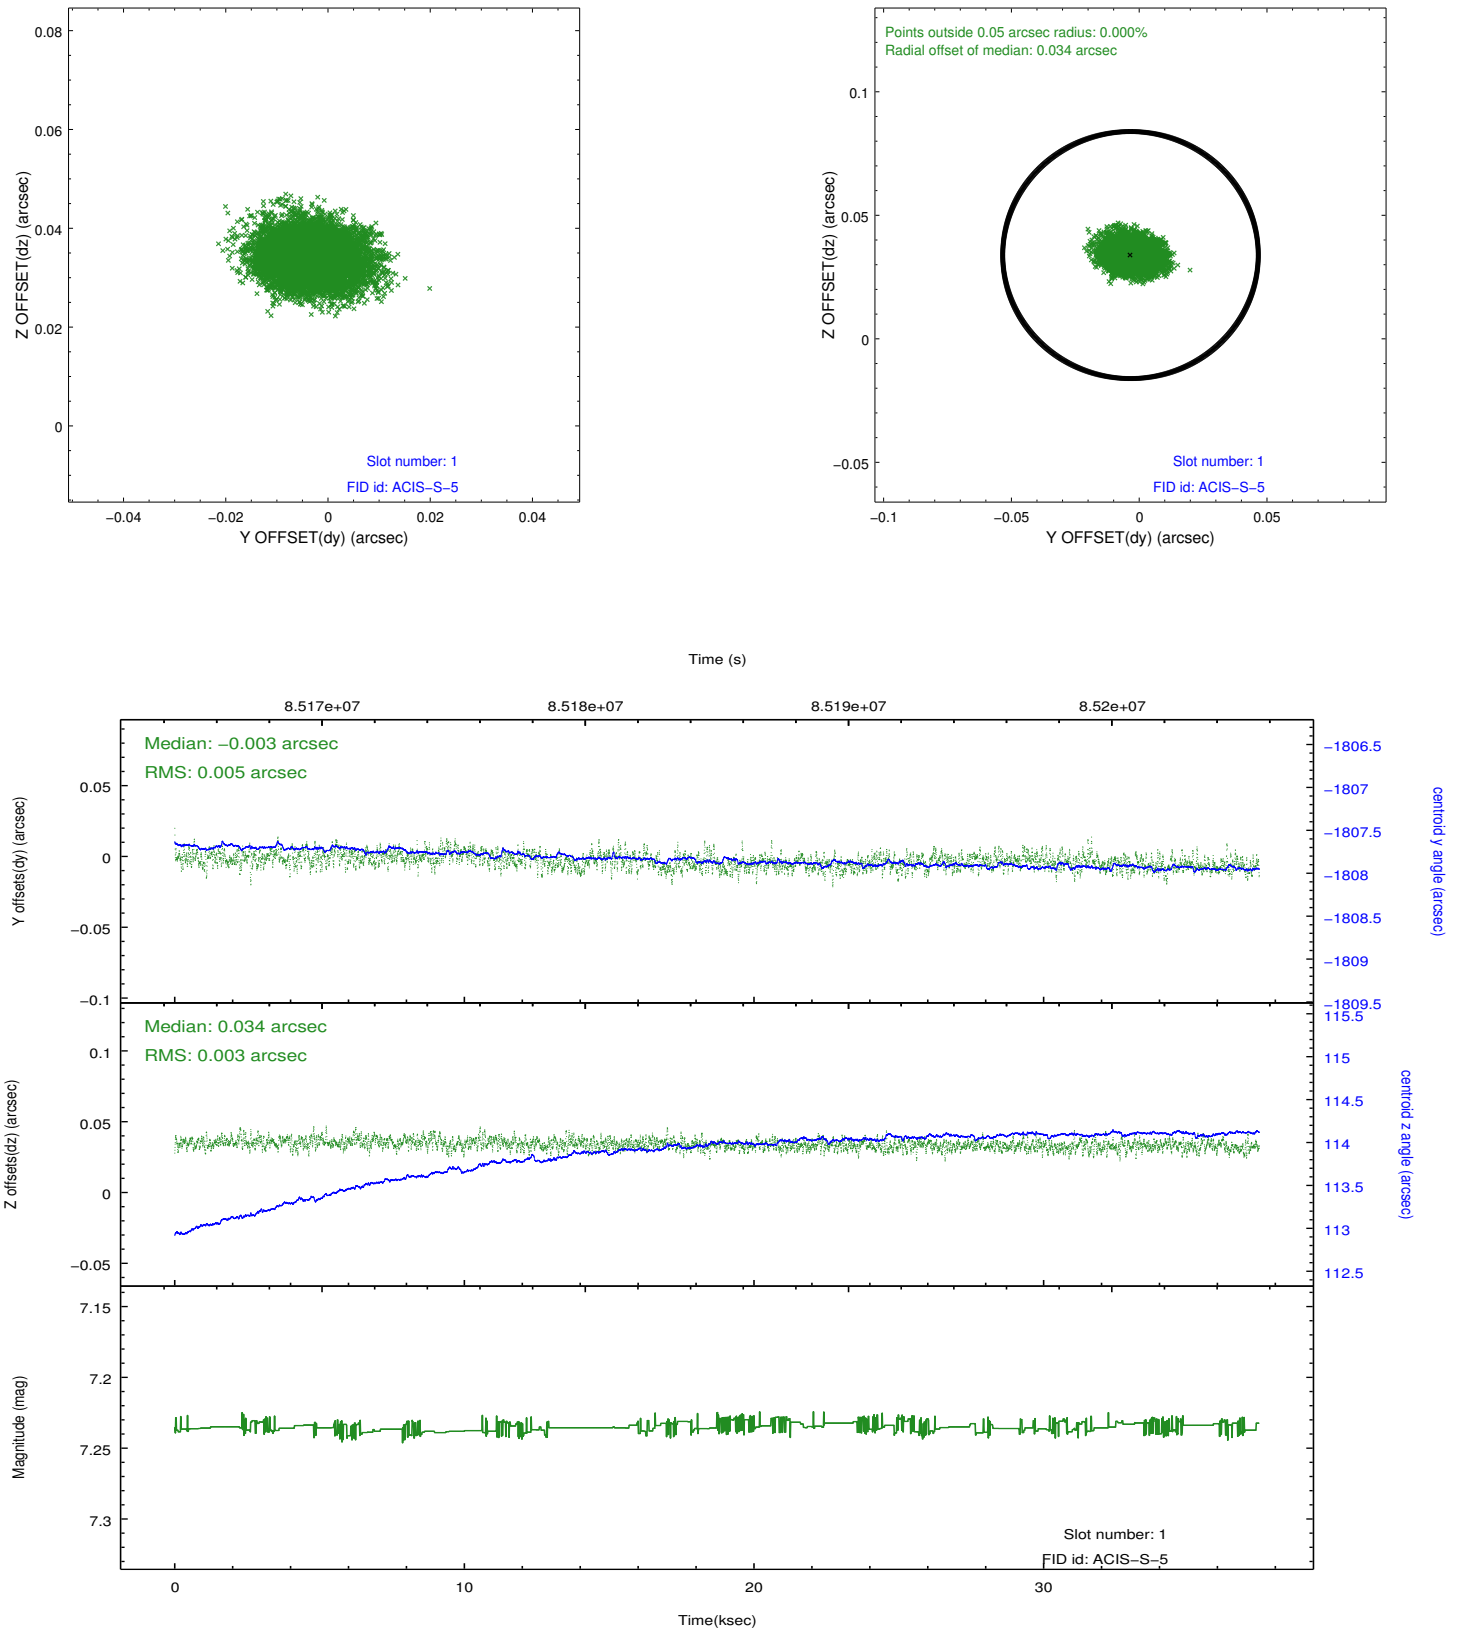 0.08
0.06
0.04
0.02
0
Z OFFSET(dz) (arcsec)
Slot number: 1
FID id: ACIS−S−5
−0.04 −0.02 0 0.02 0.04
Y OFFSET(dy) (arcsec)
Points outside 0.05 arcsec radius: 0.000%
Radial offset of median: 0.034 arcsec
0.1
0.05
0
−0.05
Z OFFSET(dz) (arcsec)
Slot number: 1
FID id: ACIS−S−5
−0.1 −0.05 0 0.05
Y OFFSET(dy) (arcsec)
Time (s)
8.517e+07 8.518e+07 8.519e+07 8.52e+07
Median: −0.003 arcsec
RMS: 0.005 arcsec
0.05
0
−0.05
−0.1
Y offsets(dy) (arcsec)
−1806.5
−1807
−1807.5
−1808
−1808.5
−1809
−1809.5
centroid y angle (arcsec)
Median: 0.034 arcsec
RMS: 0.003 arcsec
0.1
0.05
0
−0.05
Z offsets(dz) (arcsec)
115.5
115
114.5
114
113.5
113
112.5
centroid z angle (arcsec)
7.15
7.2
7.25
7.3
Magnitude (mag)
Slot number: 1
FID id: ACIS−S−5
0 10 20 30
Time(ksec)